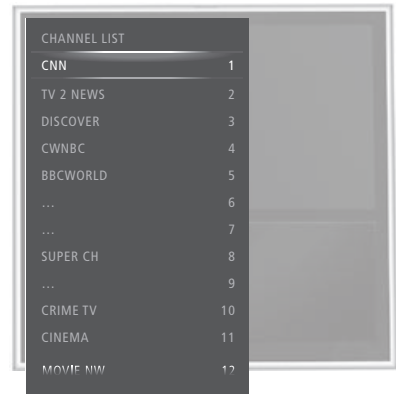 CHANNEL LIST
CNN 1
TV 2 NEWS 2
DISCOVER 3
CWNBC 4
BBCWORLD 5
... 6
... 7
SUPER CH 8
... 9
CRIME TV 10
CINEMA 11
MOVIE NW 12